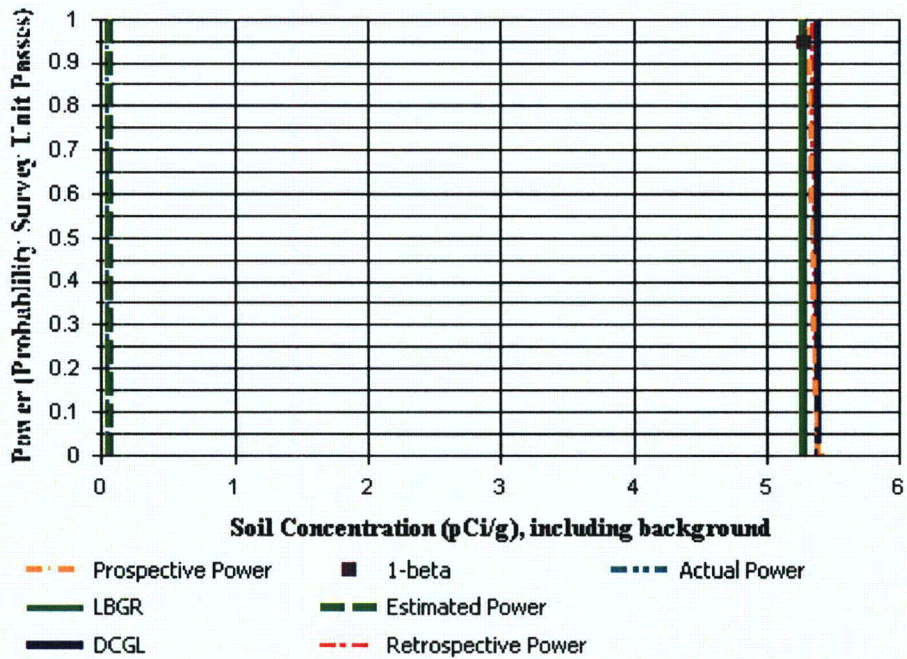 Power (Probablility Survey Unit Passes)
1
0.9
0.8
0.7
0.6
0.5
0.4
0.3
0.2
0.1
0
0 1 2 3 4 5 6
Soil Concentration (pCi/g), including background
Prospective Power 1-beta Actual Power
LBGR Estimated Power
DCGL Retrospective Power